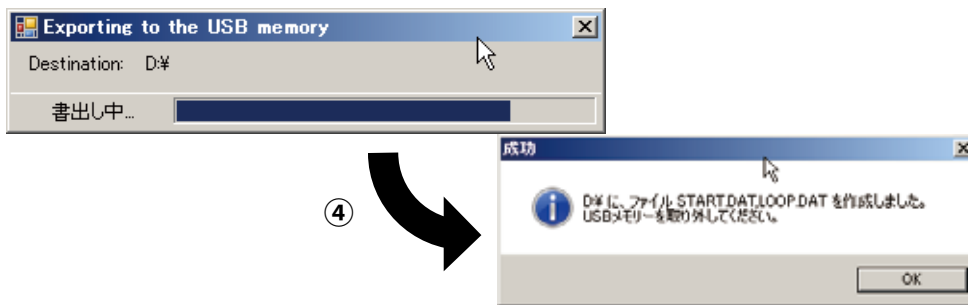 Exporting to the USB memory
Destination: D:¥
書出し中...
④
成功
D¥ に、ファイル START.DAT,LOOP.DAT を作成しました。
USBメモリーを取り外してください。
OK